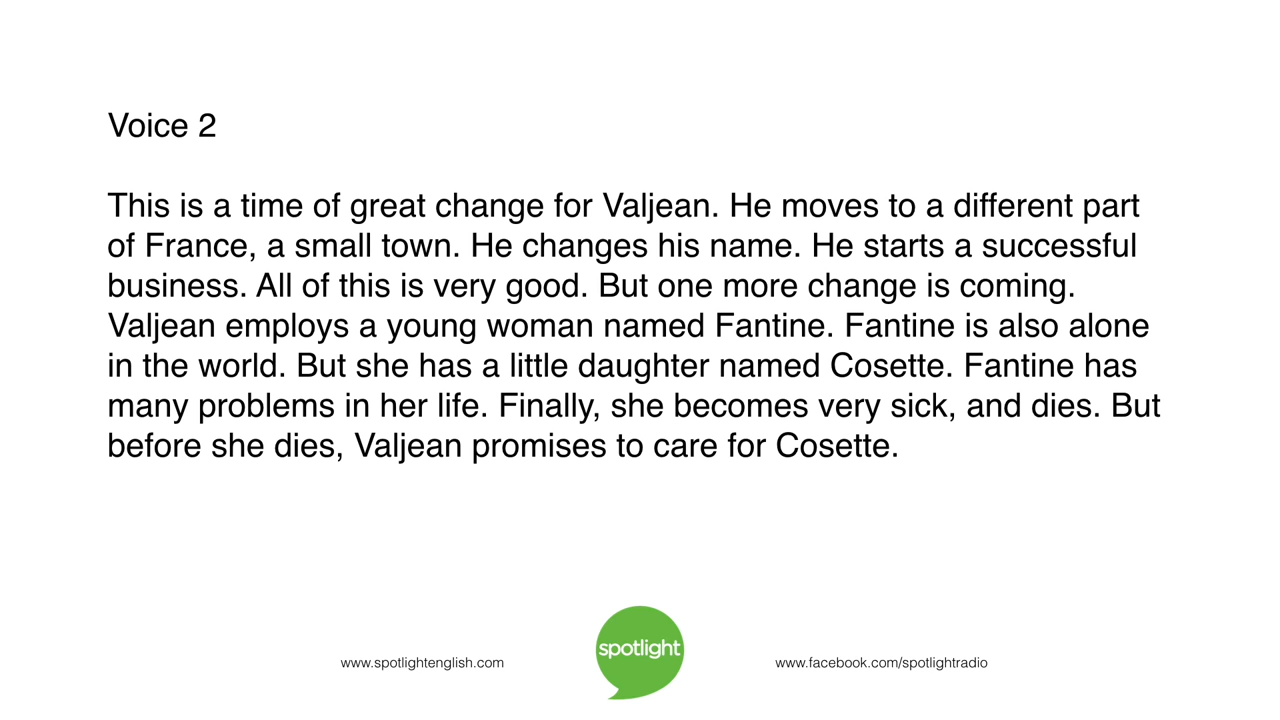 Voice 2
This is a time of great change for Valjean. He moves to a different part
of France, a small town. He changes his name. He starts a successful
business. All of this is very good. But one more change is coming.
Valjean employs a young woman named Fantine. Fantine is also alone
in the world. But she has a little daughter named Cosette. Fantine has
many problems in her life. Finally, she becomes very sick, and dies. But
before she dies, Valjean promises to care for Cosette.
www.spotlightenglish.com
spotlight
www.facebook.com/spotlightradio